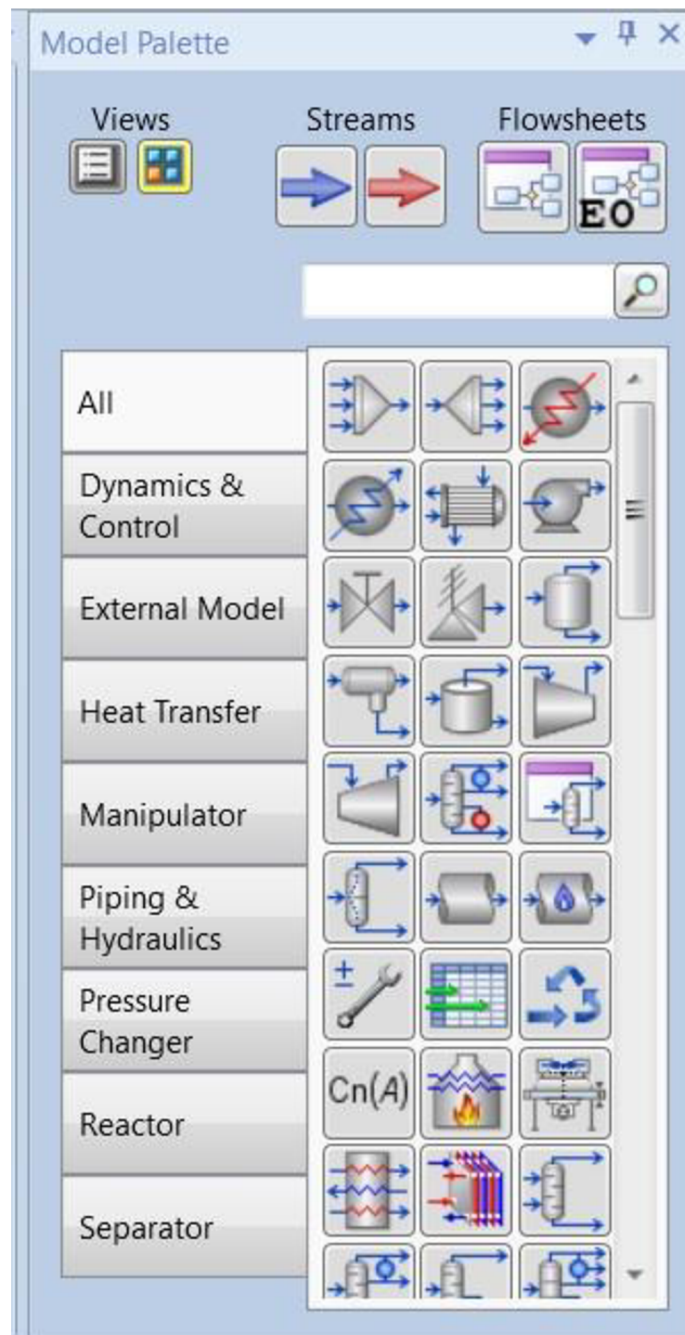 Model Palette
Views
Streams
Flowsheets
EO
All
Dynamics &
Control
External Model
Heat Transfer
Manipulator
Piping &
Hydraulics
Pressure
Changer
Reactor
Separator
±
Cn(A)